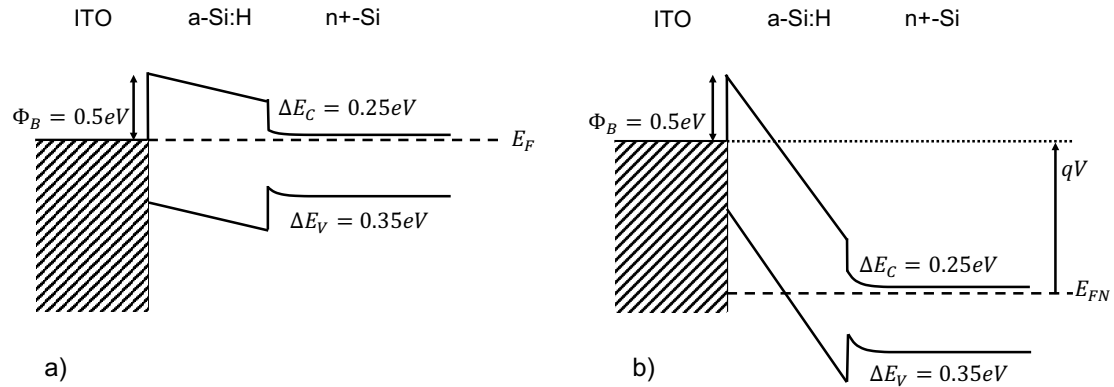 ITO a-Si:H n+-Si
Φ_B = 0.5eV
ΔE_C = 0.25eV
E_F
ΔE_V = 0.35eV
a)
ITO a-Si:H n+-Si
Φ_B = 0.5eV
qV
ΔE_C = 0.25eV
E_FN
ΔE_V = 0.35eV
b)